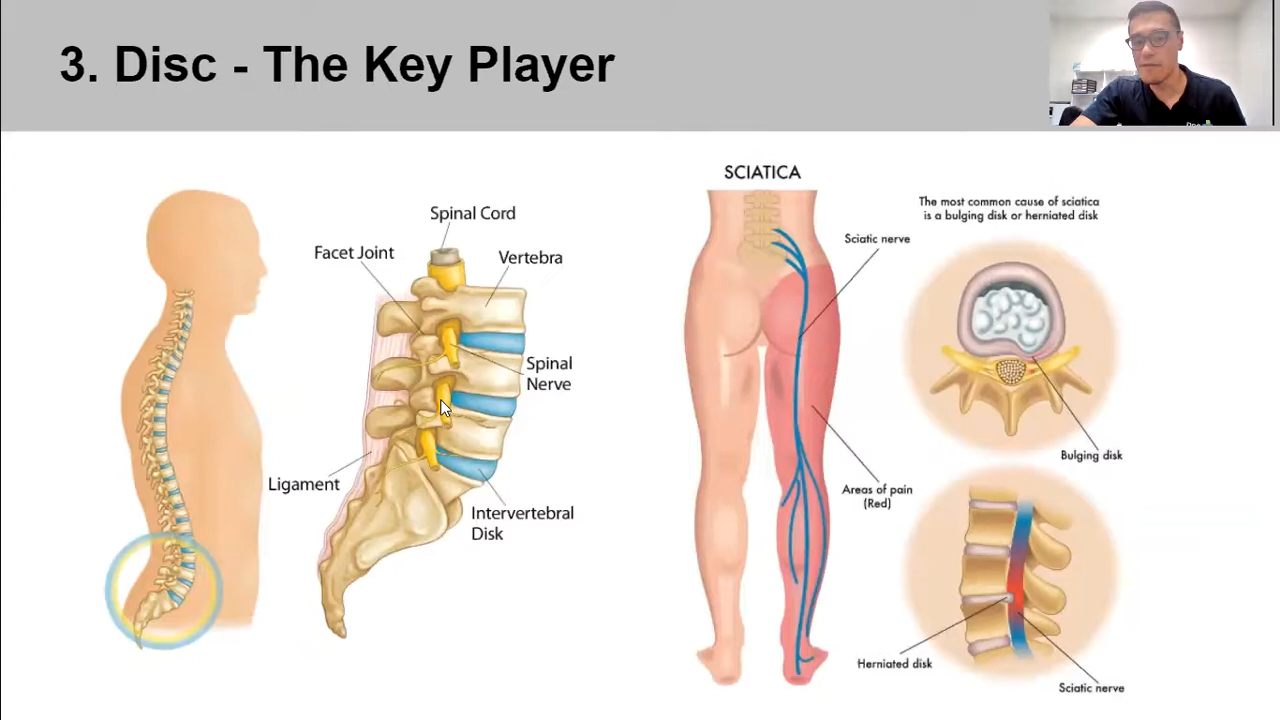 3. Disc - The Key Player
Spinal Cord
Facet Joint
Vertebra
Spinal
Nerve
Ligament
Intervertebral
Disk
SCIATICA
Sciatic nerve
Areas of pain
(Red)
The most common cause of sciatica
is a bulging disk or herniated disk
Bulging disk
Herniated disk
Sciatic nerve